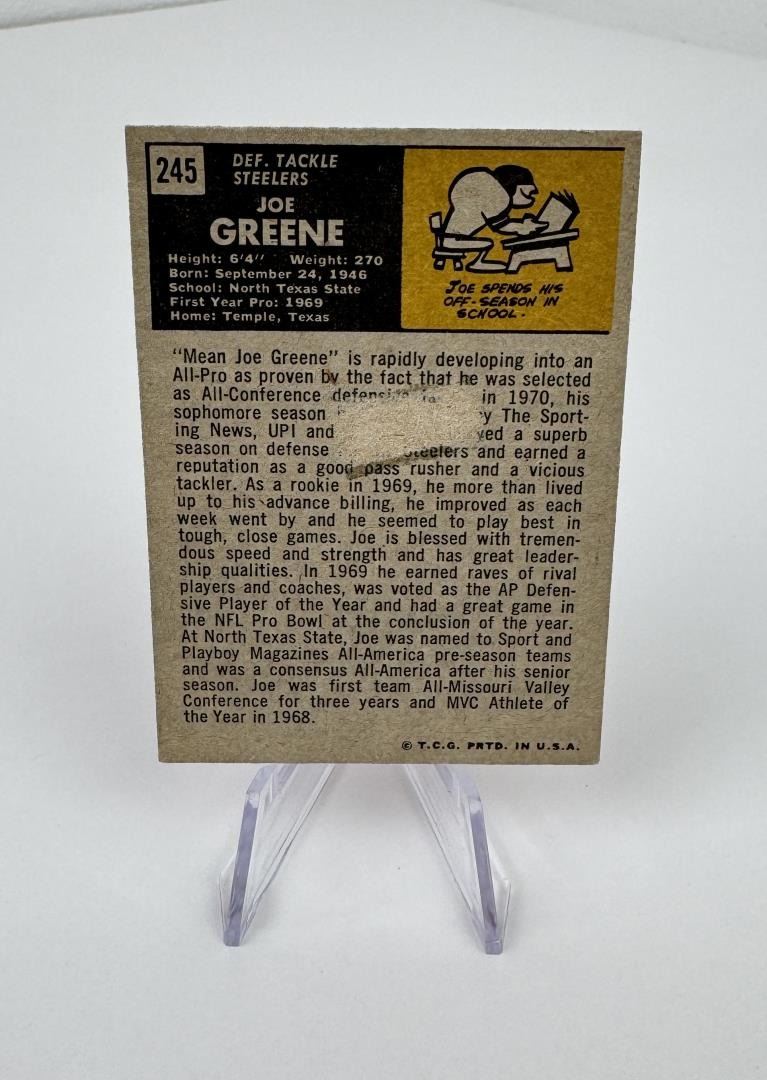 245
DEF. TACKLE
STEELERS
JOE
GREENE
Height: 6'4" Weight: 270
Born: September 24, 1946
School: North Texas State
First Year Pro: 1969
Home: Temple, Texas
JOE SPENDS HIS
OFF-SEASON IN
SCHOOL.
"Mean Joe Greene" is rapidly developing into an
All-Pro as proven by the fact that he was selected
as All-Conference in 1970, his
sophomore season The Sport-
ing News, UPI and a superb
season on defense and earned a
reputation as a good pass rusher and a vicious
tackler. As a rookie in 1969, he more than lived
up to his advance billing, he improved as each
week went by and he seemed to play best in
tough, close games. Joe is blessed with tremen-
dous speed and strength and has great leader-
ship qualities. In 1969 he earned raves of rival
players and coaches, was voted as the AP Defen-
sive Player of the Year and had a great game in
the NFL Pro Bowl at the conclusion of the year.
At North Texas State, Joe was named to Sport and
Playboy Magazines All-America pre-season teams
and was a consensus All-America after his senior
season. Joe was first team All-Missouri Valley
Conference for three years and MVC Athlete of
the Year in 1968.
© T.C.G. PRTD. IN U.S.A.